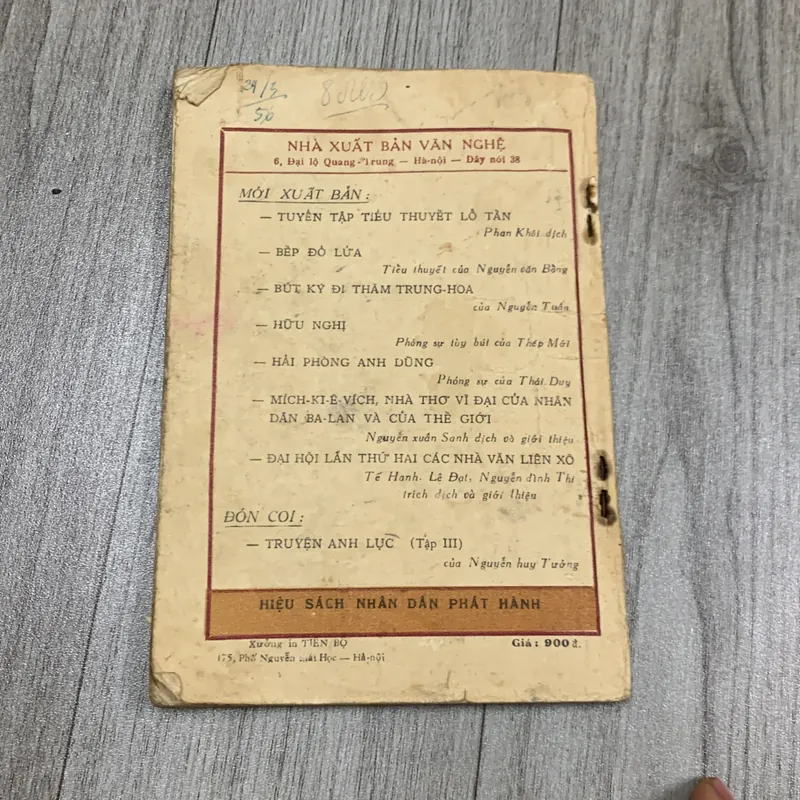 29/3
56
NHÀ XUẤT BẢN VĂN NGHỆ
6, Đại lộ Quang-Trung — Hà-nội — Dây nói 38
MỚI XUẤT BẢN:
— TUYỂN TẬP TIỂU THUYẾT LỖ TẤN
Phan Khôi dịch
— BẾP ĐỎ LỬA
Tiểu thuyết của Nguyễn văn Bổng
— BÚT KÝ ĐI THĂM TRUNG-HOA
của Nguyễn Tuân
— HỮU NGHỊ
Phóng sự tùy bút của Thép Mới
— HẢI PHÒNG ANH DŨNG
Phóng sự của Thái Duy
— MÍCH-KI-Ê-VÍCH, NHÀ THƠ VĨ ĐẠI CỦA NHÂN
DÂN BA-LAN VÀ CỦA THẾ GIỚI
Nguyễn xuân Sanh dịch và giới thiệu
— ĐẠI HỘI LẦN THỨ HAI CÁC NHÀ VĂN LIÊN XÔ
Tế Hanh, Lê Đạt, Nguyễn đình Thi
trích dịch và giới thiệu
ĐÓN COI:
— TRUYỆN ANH LỤC (Tập III)
của Nguyễn huy Tưởng
HIỆU SÁCH NHÂN DÂN PHÁT HÀNH
Xưởng in TIẾN BỘ
175, Phố Nguyễn thái Học — Hà-nội
Giá: 900đ.